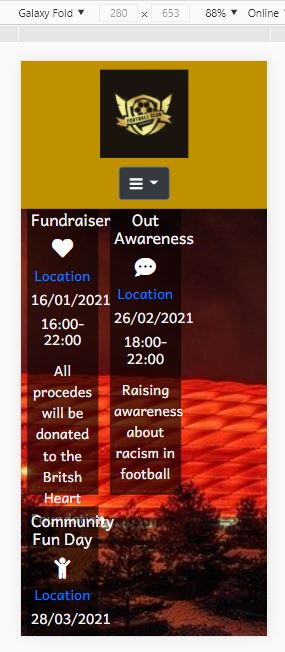 Galaxy Fold ▼ 280 x 653 88% ▼ Online
FOOTBALL CLUB
Fundraiser
Location
16/01/2021
16:00-
22:00
All
procedes
will be
donated
to the
Britsh
Heart
Out
Awareness
Location
26/02/2021
18:00-
22:00
Raising
awareness
about
racism in
football
Community
Fun Day
Location
28/03/2021